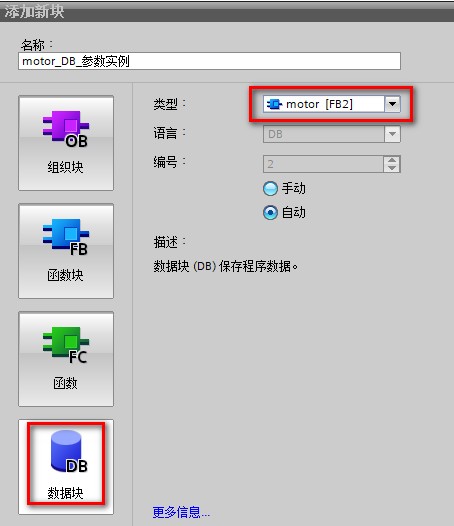 添加新块
名称：
motor_DB_参数实例
OB
组织块
FB
函数块
FC
函数
DB
数据块
类型：
motor [FB2]
语言：
DB
编号：
2
手动
自动
描述：
数据块 (DB) 保存程序数据。
更多信息...